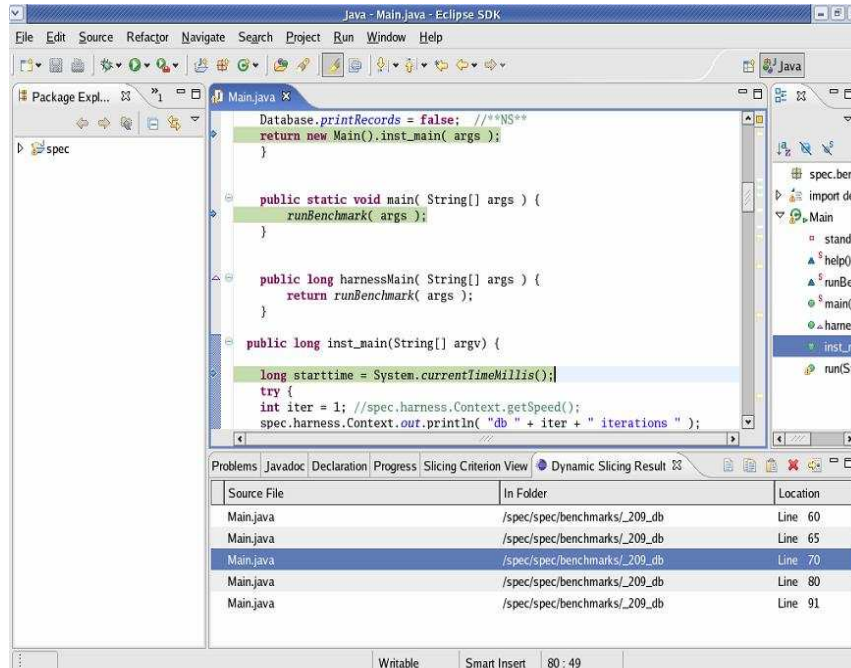 Java - Main.java - Eclipse SDK
File Edit Source Refactor Navigate Search Project Run Window Help
Java
Package Expl...
Main.java
spec
Database.printRecords = false; //**NS**
return new Main().inst_main( args );
}
public static void main( String[] args ) {
runBenchmark( args );
}
public long harnessMain( String[] args ) {
return runBenchmark( args );
}
public long inst_main(String[] argv) {
long starttime = System.currentTimeMillis();
try {
int iter = 1; //spec.harness.Context.getSpeed();
spec.harness.Context.out.println( "db " + iter + " iterations " );
spec.ber
import de
Main
stand
help()
runBe
main(
harne
inst_r
run(S
Problems Javadoc Declaration Progress Slicing Criterion View Dynamic Slicing Result
Source File In Folder Location
Main.java /spec/spec/benchmarks/_209_db Line 60
Main.java /spec/spec/benchmarks/_209_db Line 65
Main.java /spec/spec/benchmarks/_209_db Line 70
Main.java /spec/spec/benchmarks/_209_db Line 80
Main.java /spec/spec/benchmarks/_209_db Line 91
Writable Smart Insert 80 : 49